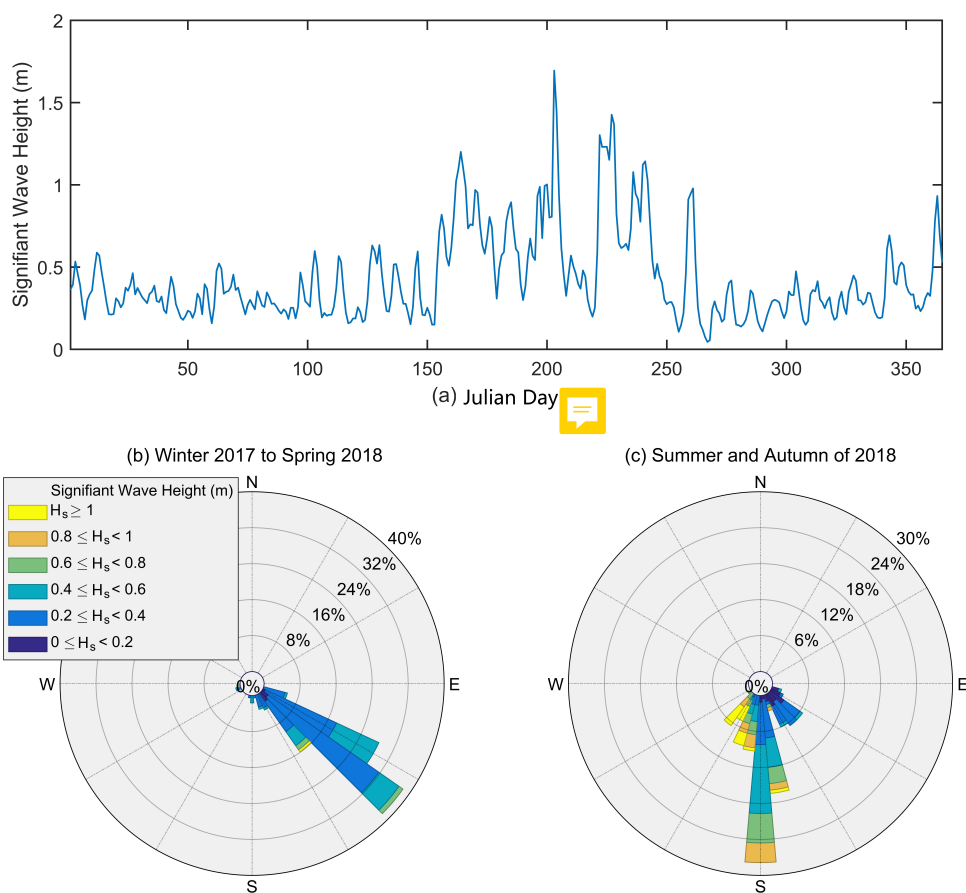 2
1.5
1
0.5
0
Signifiant Wave Height (m)
50 100 150 200 250 300 350
(a) Julian Day
(b) Winter 2017 to Spring 2018
(c) Summer and Autumn of 2018
Signifiant Wave Height (m)
Hs ≥ 1
0.8 ≤ Hs < 1
0.6 ≤ Hs < 0.8
0.4 ≤ Hs < 0.6
0.2 ≤ Hs < 0.4
0 ≤ Hs < 0.2
N
40%
32%
24%
16%
8%
0%
W
E
S
N
30%
24%
18%
12%
6%
0%
W
E
S